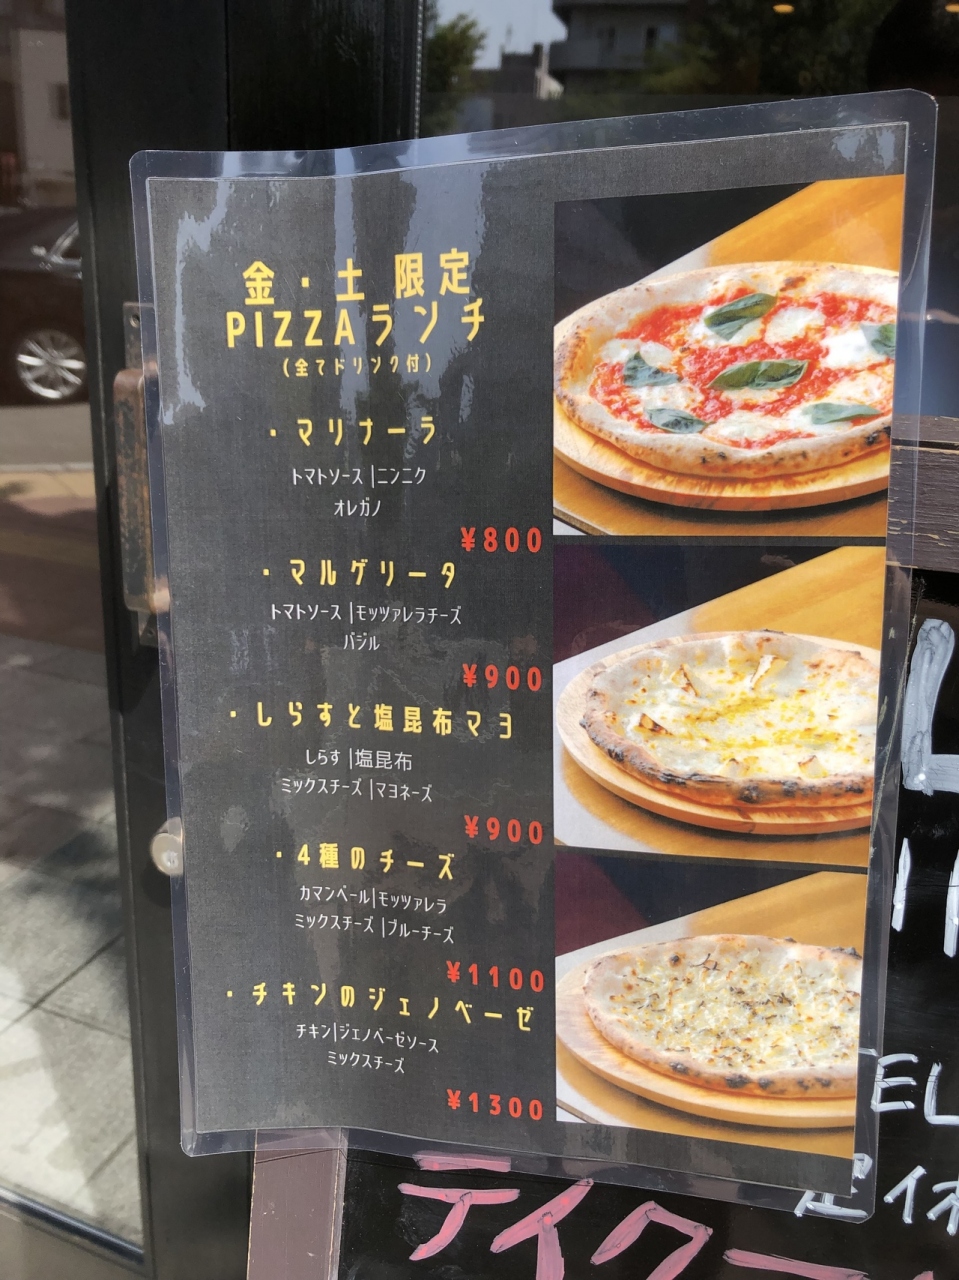 金・土 限定
PIZZAランチ
(全てドリンク付)
・マリナーラ
トマトソース|ニンニク
オレガノ
¥800
・マルゲリータ
トマトソース|モッツァレラチーズ
バジル
¥900
・しらすと塩昆布マヨ
しらす|塩昆布
ミックスチーズ|マヨネーズ
¥900
・4種のチーズ
カマンベール|モッツァレラ
ミックスチーズ|ブルーチーズ
¥1100
・チキンのジェノベーゼ
チキン|ジェノベーゼソース
ミックスチーズ
¥1300
EL
定休
テイク